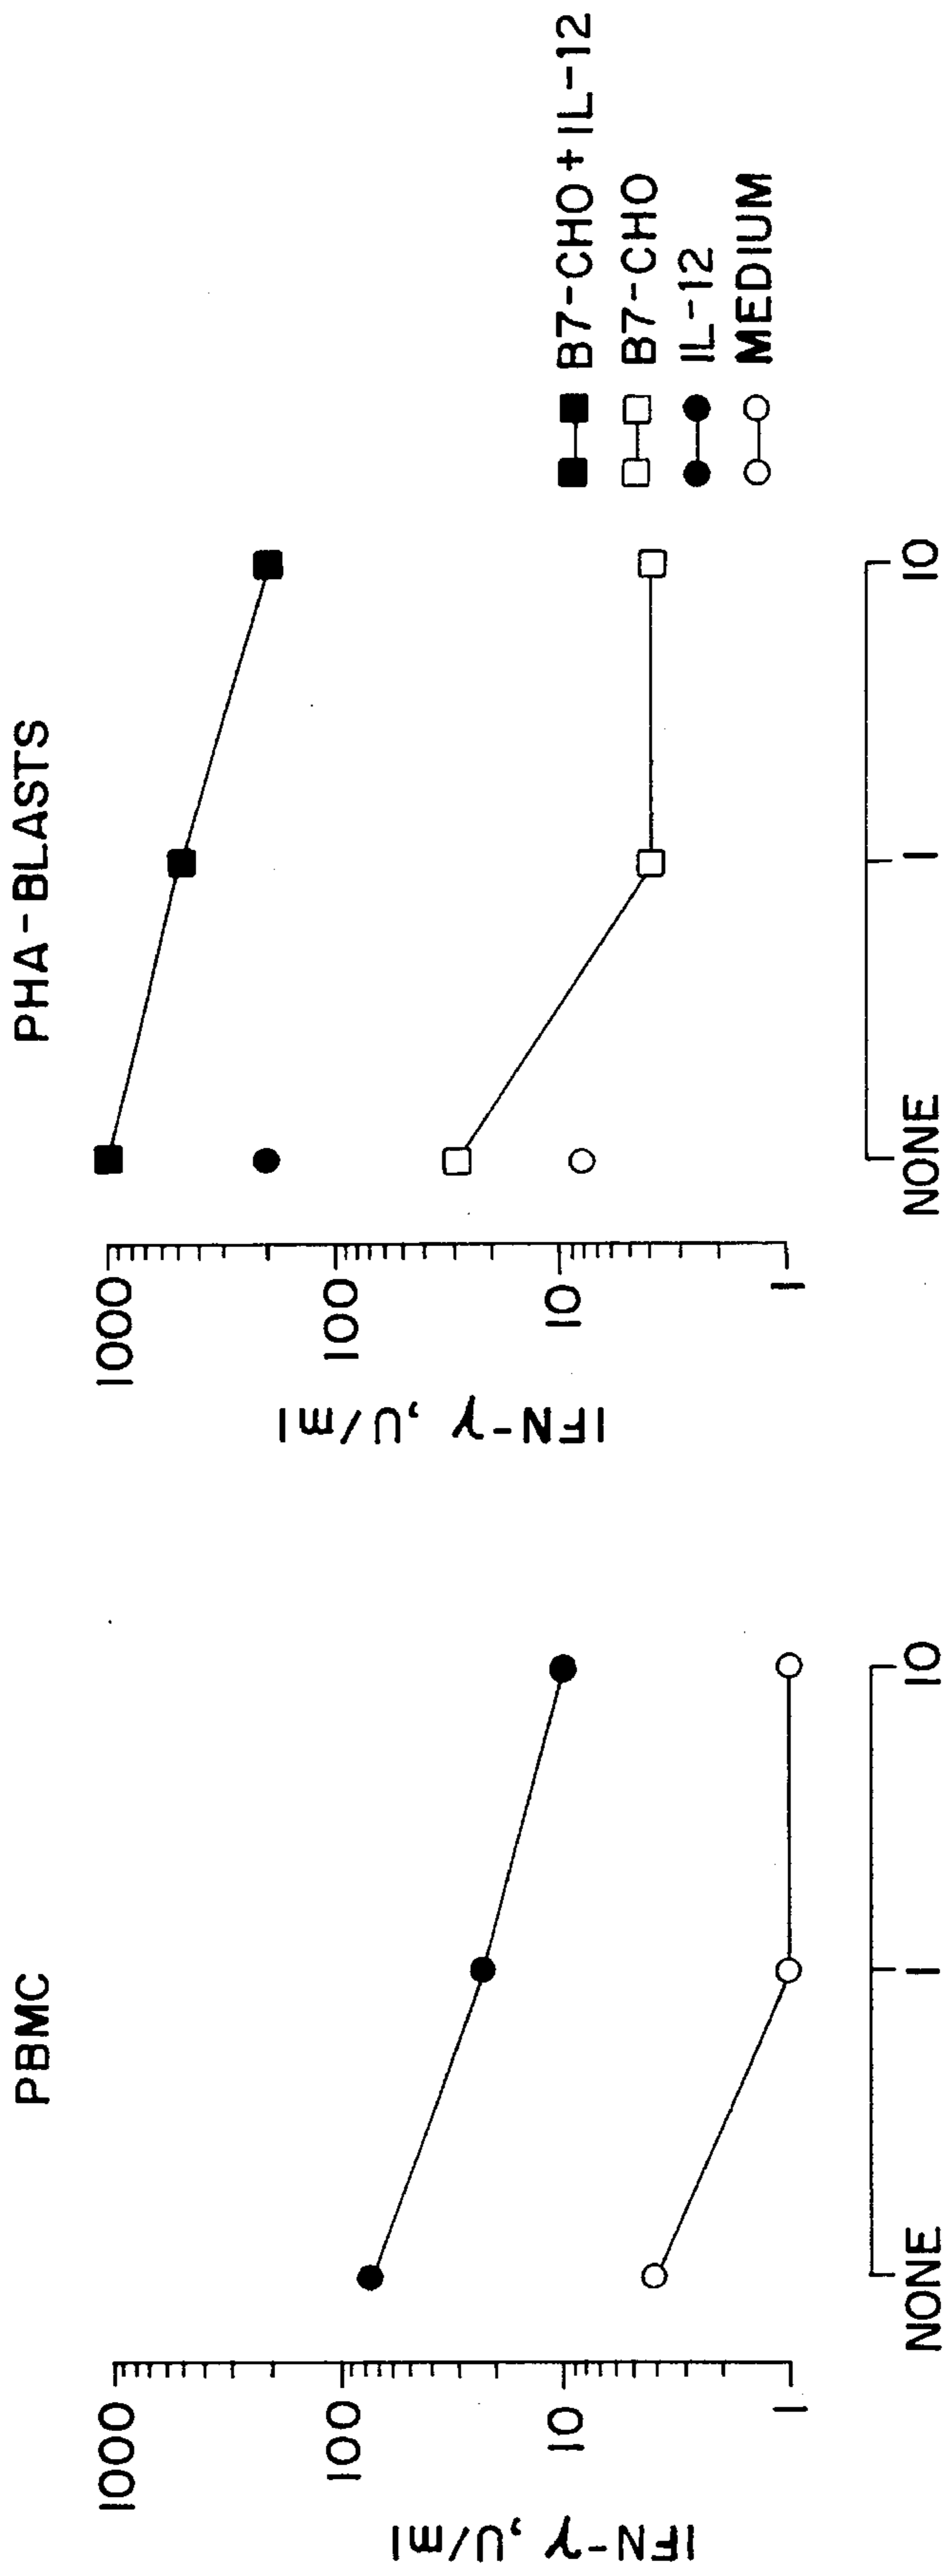 PBMC
IFN-γ, U/ml
1000
100
10
1
NONE 1 10
PHA-BLASTS
IFN-γ, U/ml
1000
100
10
1
NONE 1 10
B7-CHO+IL-12
B7-CHO
IL-12
MEDIUM